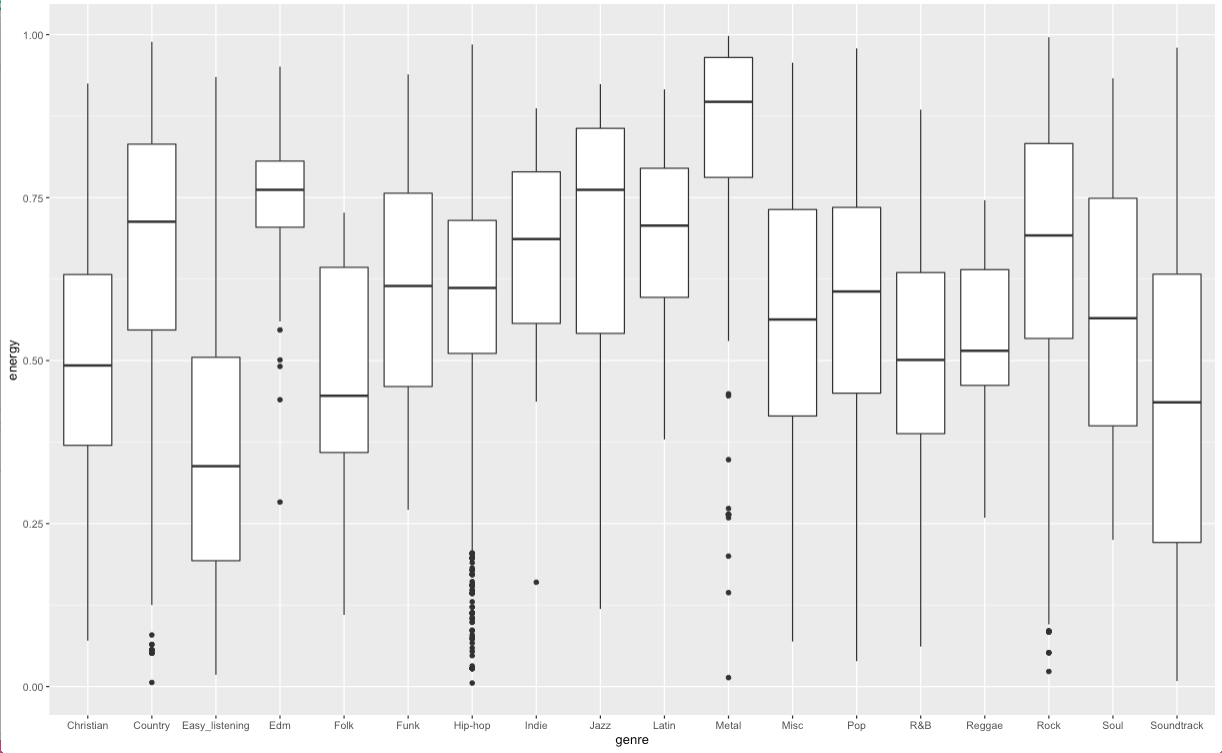 1.00
0.75
0.50
0.25
0.00
energy
Christian Country Easy_listening Edm Folk Funk Hip-hop Indie Jazz Latin Metal Misc Pop R&B Reggae Rock Soul Soundtrack
genre